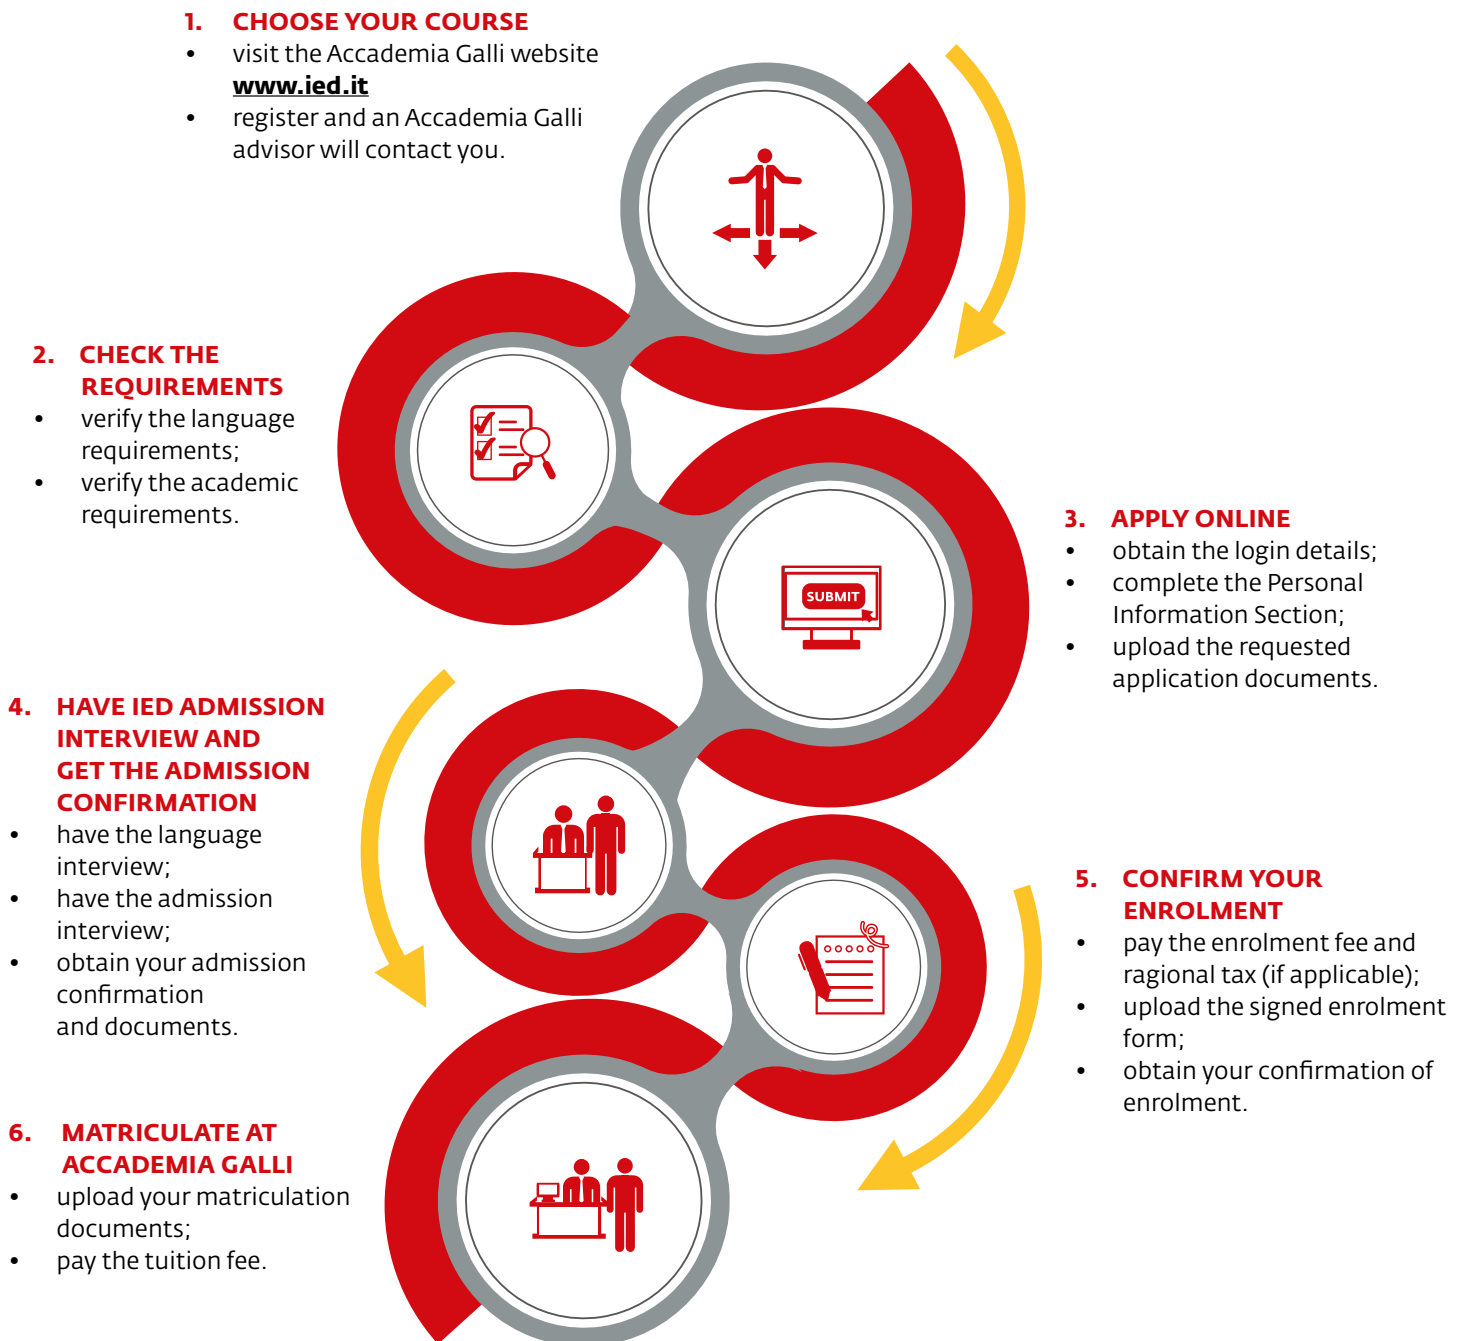 1. CHOOSE YOUR COURSE
• visit the Accademia Galli website
www.ied.it
• register and an Accademia Galli
advisor will contact you.
2. CHECK THE
REQUIREMENTS
• verify the language
requirements;
• verify the academic
requirements.
3. APPLY ONLINE
• obtain the login details;
• complete the Personal
Information Section;
• upload the requested
application documents.
SUBMIT
4. HAVE IED ADMISSION
INTERVIEW AND
GET THE ADMISSION
CONFIRMATION
• have the language
interview;
• have the admission
interview;
• obtain your admission
confirmation
and documents.
5. CONFIRM YOUR
ENROLMENT
• pay the enrolment fee and
ragional tax (if applicable);
• upload the signed enrolment
form;
• obtain your confirmation of
enrolment.
6. MATRICULATE AT
ACCADEMIA GALLI
• upload your matriculation
documents;
• pay the tuition fee.